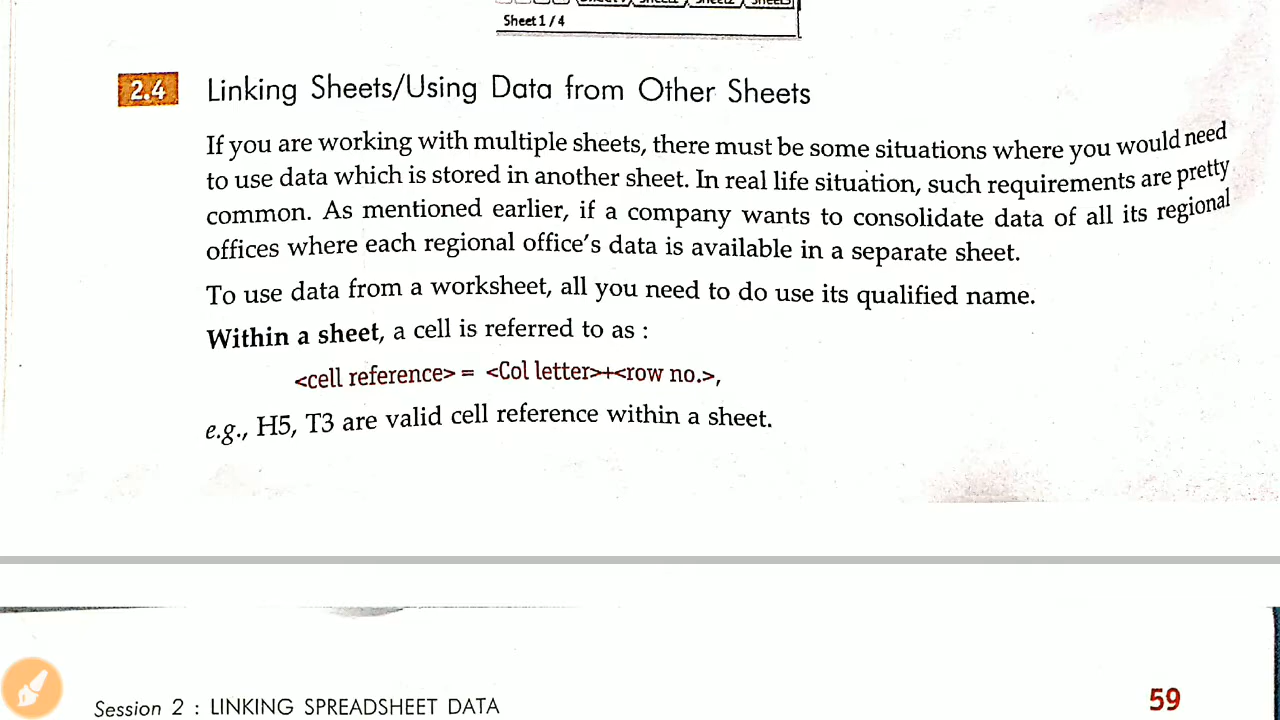 Sheet 1 / 4
2.4 Linking Sheets/Using Data from Other Sheets
If you are working with multiple sheets, there must be some situations where you would need
to use data which is stored in another sheet. In real life situation, such requirements are pretty
common. As mentioned earlier, if a company wants to consolidate data of all its regional
offices where each regional office's data is available in a separate sheet.
To use data from a worksheet, all you need to do use its qualified name.
Within a sheet, a cell is referred to as :
<cell reference> = <Col letter>+<row no.>,
e.g., H5, T3 are valid cell reference within a sheet.
Session 2 : LINKING SPREADSHEET DATA
59